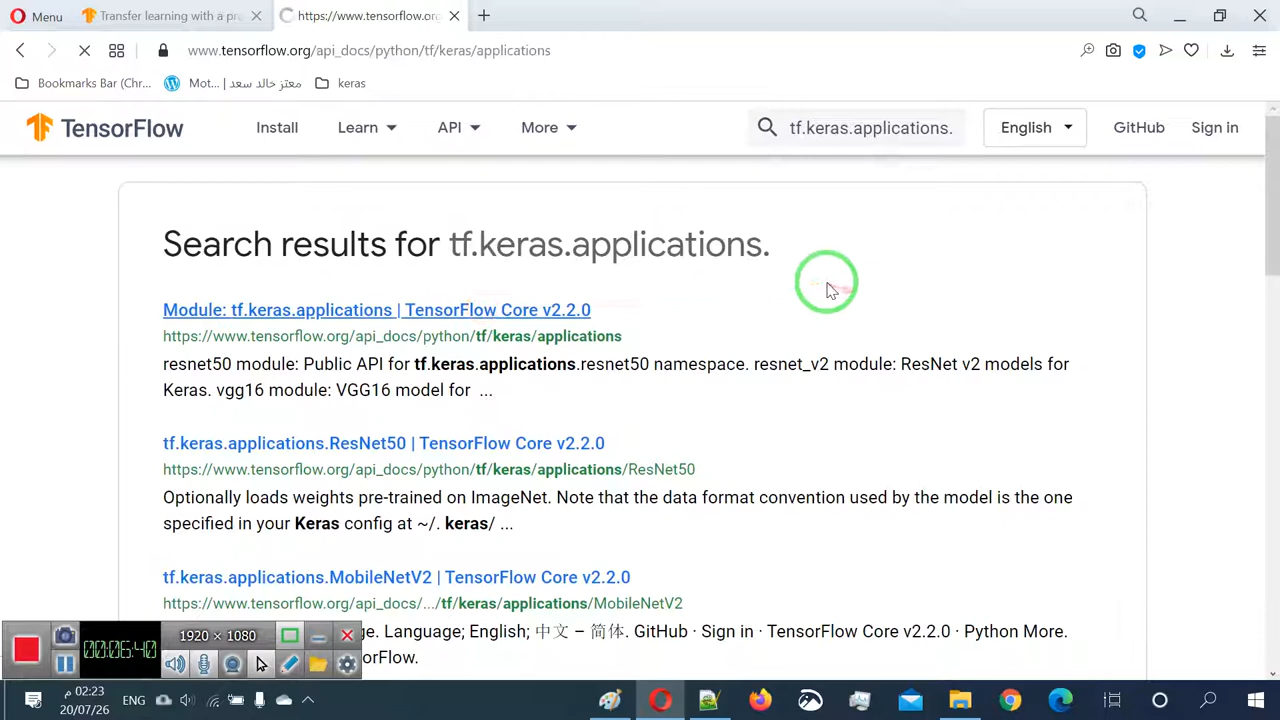 Menu
Transfer learning with a pre
https://www.tensorflow.org
www.tensorflow.org/api_docs/python/tf/keras/applications
Bookmarks Bar (Chr...
Mot... | معتز خالد سعد
keras
TensorFlow
Install
Learn
API
More
tf.keras.applications.
English
GitHub
Sign in
Search results for tf.keras.applications.
Module: tf.keras.applications | TensorFlow Core v2.2.0
https://www.tensorflow.org/api_docs/python/tf/keras/applications
resnet50 module: Public API for tf.keras.applications.resnet50 namespace. resnet_v2 module: ResNet v2 models for
Keras. vgg16 module: VGG16 model for ...
tf.keras.applications.ResNet50 | TensorFlow Core v2.2.0
https://www.tensorflow.org/api_docs/python/tf/keras/applications/ResNet50
Optionally loads weights pre-trained on ImageNet. Note that the data format convention used by the model is the one
specified in your Keras config at ~/. keras/ ...
tf.keras.applications.MobileNetV2 | TensorFlow Core v2.2.0
https://www.tensorflow.org/api_docs/.../tf/keras/applications/MobileNetV2
ge. Language; English; 中文 – 简体. GitHub · Sign in · TensorFlow Core v2.2.0 · Python More.
orFlow.
1920 × 1080
00:06:40
02:23 م
20/07/26
ENG